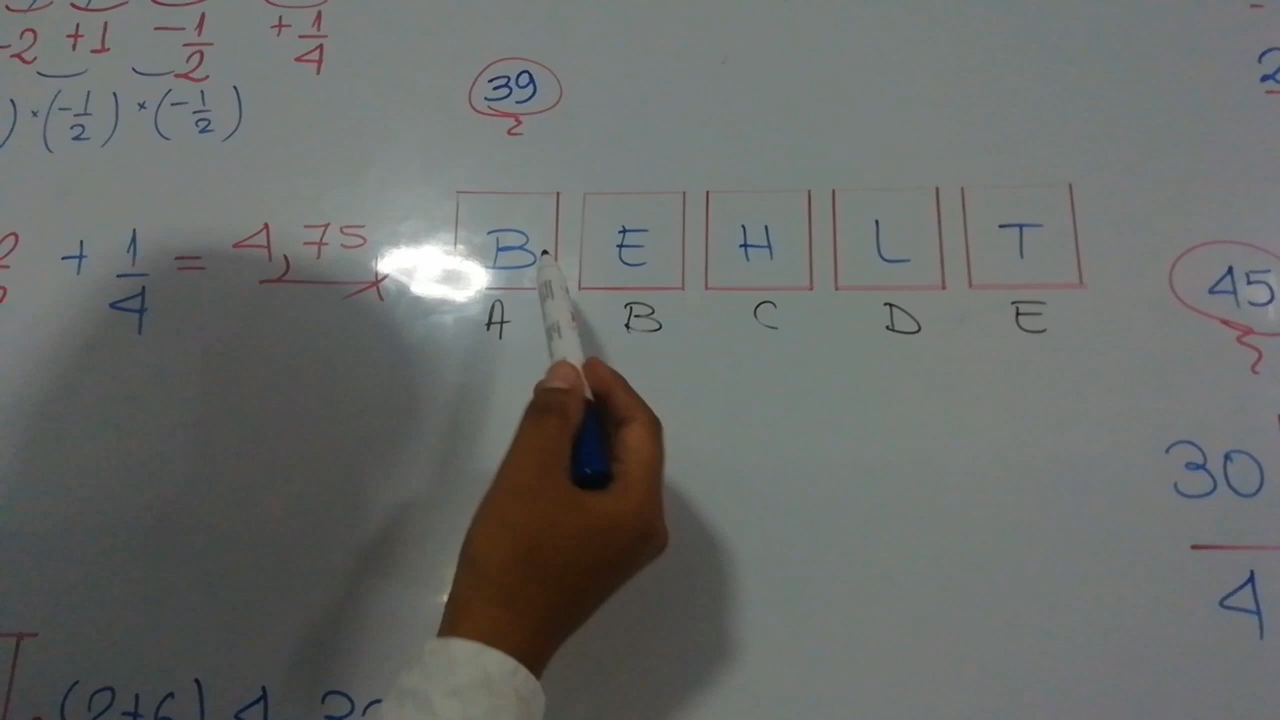 -2 +1 -1/2 +1/4
) × (-1/2) × (-1/2)
+ 1/4 = 4,75
39
B E H L T
A B C D E
45
30
4
(2+6) 4